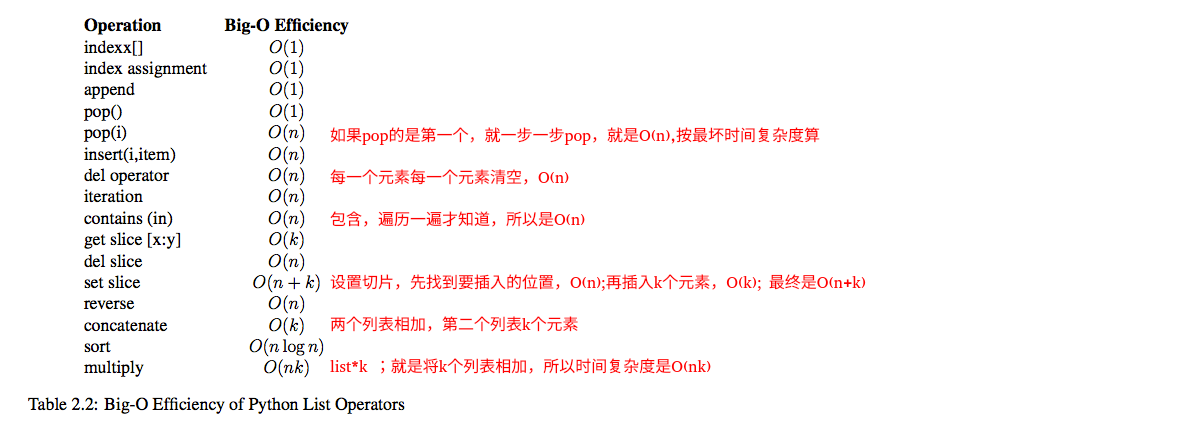 Operation Big-O Efficiency
indexx[] O(1)
index assignment O(1)
append O(1)
pop() O(1)
pop(i) O(n) 如果pop的是第一个，就一步一步pop，就是O(n),按最坏时间复杂度算
insert(i,item) O(n)
del operator O(n) 每一个元素每一个元素清空，O(n)
iteration O(n)
contains (in) O(n) 包含，遍历一遍才知道，所以是O(n)
get slice [x:y] O(k)
del slice O(n)
set slice O(n + k) 设置切片，先找到要插入的位置，O(n);再插入k个元素，O(k); 最终是O(n+k)
reverse O(n)
concatenate O(k) 两个列表相加，第二个列表k个元素
sort O(n log n)
multiply O(nk) list*k ；就是将k个列表相加，所以时间复杂度是O(nk)
Table 2.2: Big-O Efficiency of Python List Operators